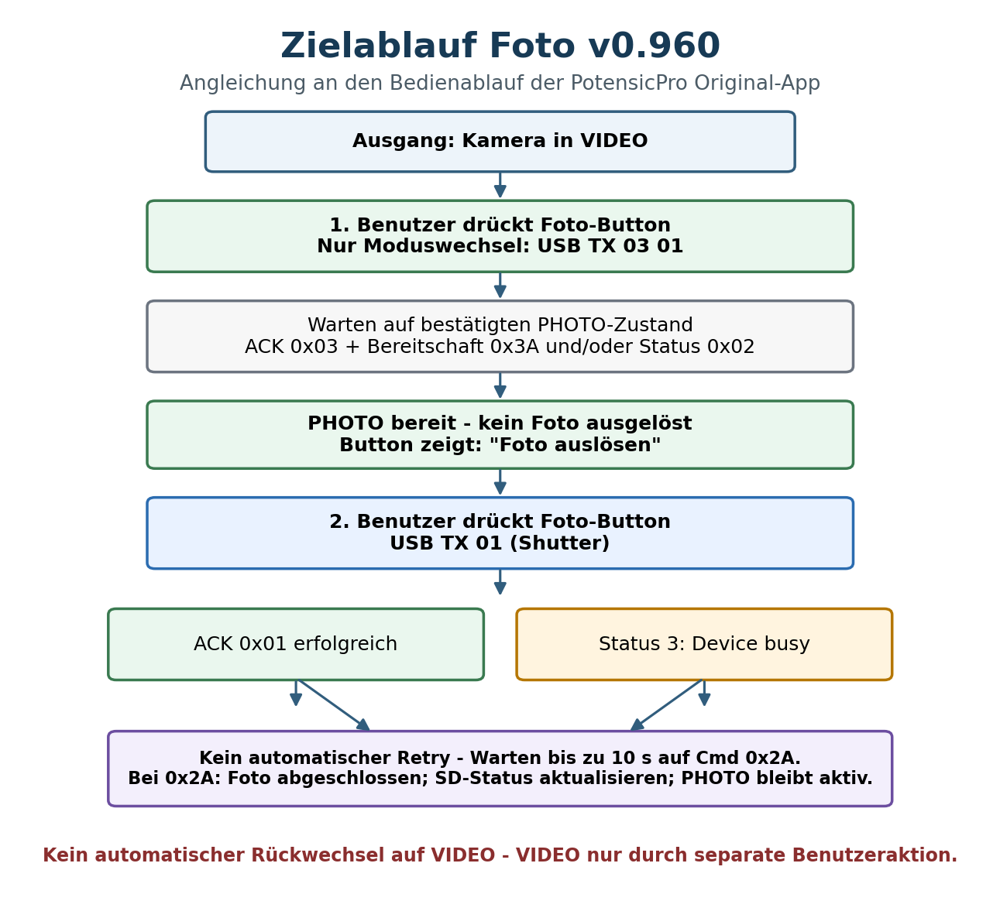 Zielablauf Foto v0.960
Angleichung an den Bedienablauf der PotensicPro Original-App
Ausgang: Kamera in VIDEO
1. Benutzer drückt Foto-Button
Nur Moduswechsel: USB TX 03 01
Warten auf bestätigten PHOTO-Zustand
ACK 0x03 + Bereitschaft 0x3A und/oder Status 0x02
PHOTO bereit - kein Foto ausgelöst
Button zeigt: "Foto auslösen"
2. Benutzer drückt Foto-Button
USB TX 01 (Shutter)
ACK 0x01 erfolgreich
Status 3: Device busy
Kein automatischer Retry - Warten bis zu 10 s auf Cmd 0x2A.
Bei 0x2A: Foto abgeschlossen; SD-Status aktualisieren; PHOTO bleibt aktiv.
Kein automatischer Rückwechsel auf VIDEO - VIDEO nur durch separate Benutzeraktion.